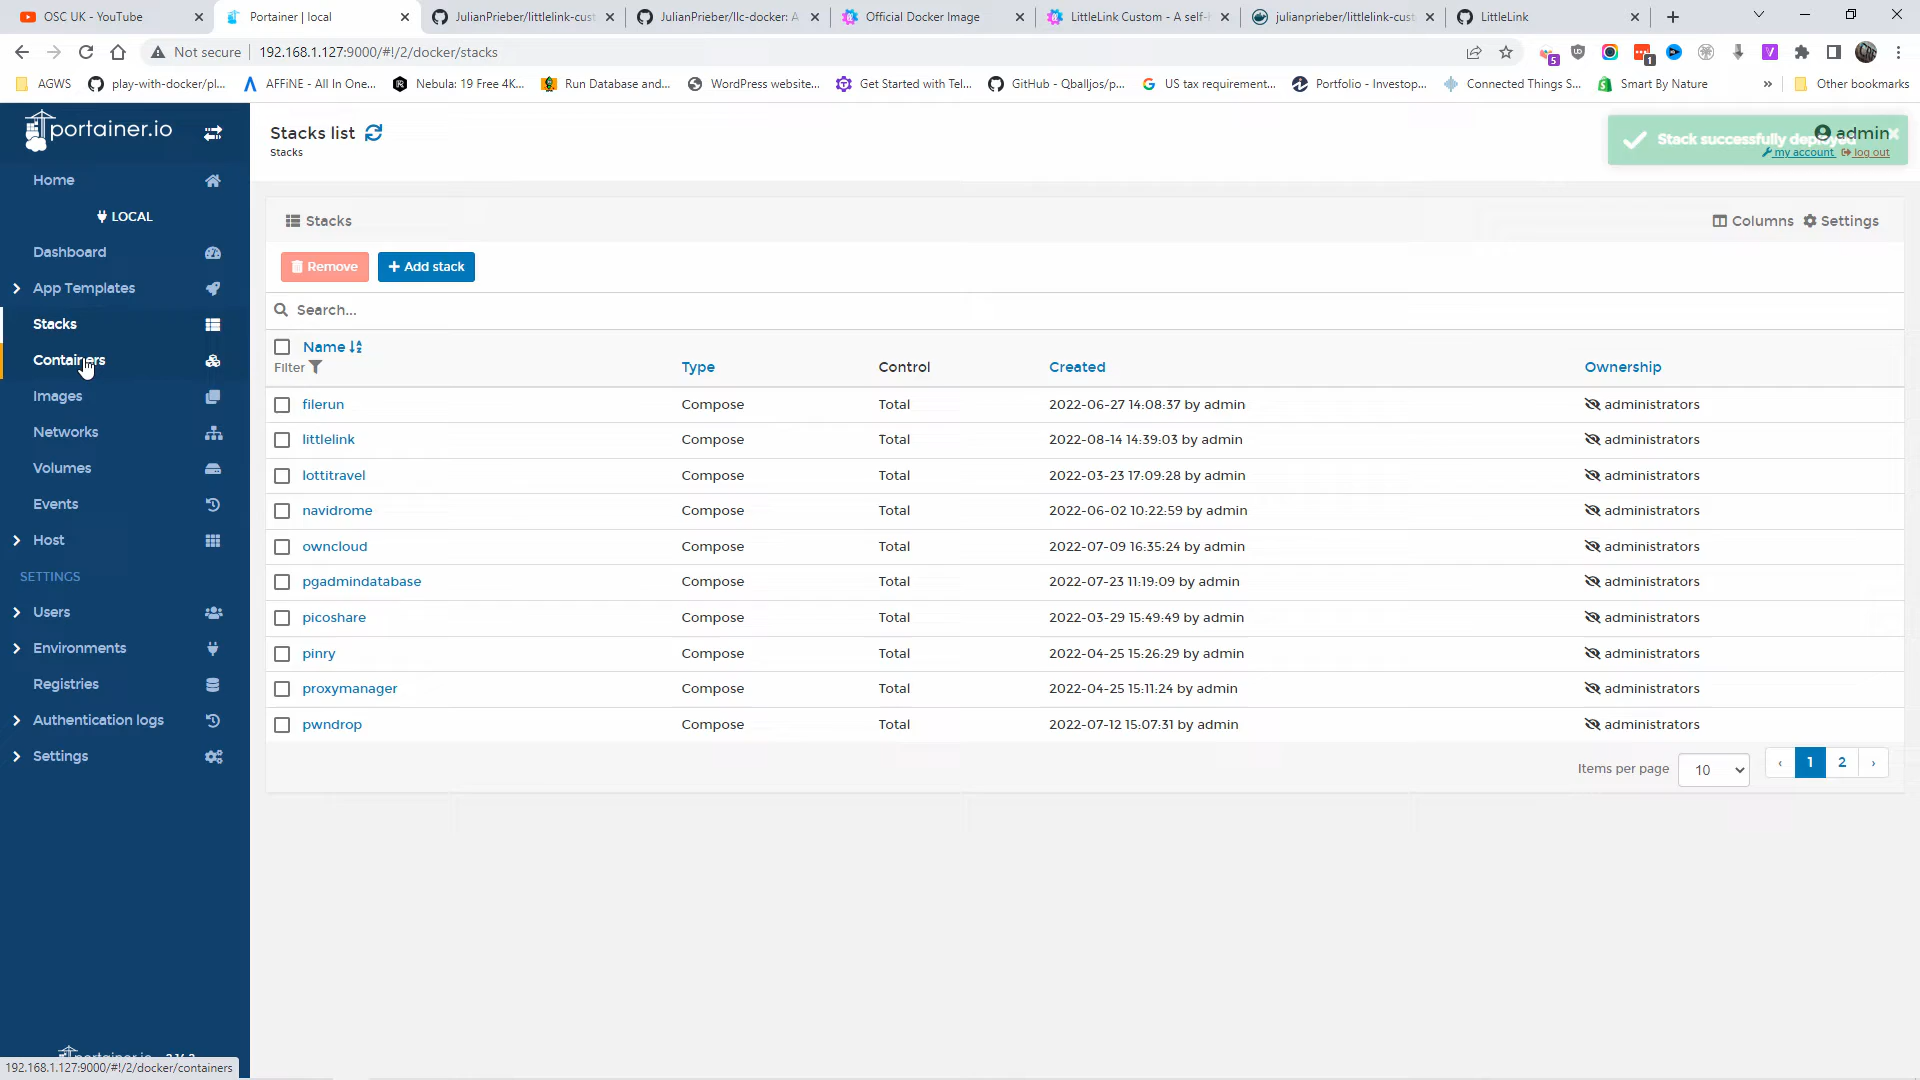 OSC UK - YouTube
Portainer | local
JulianPrieber/littlelink-cust
JulianPrieber/llc-docker: A
Official Docker Image
LittleLink Custom - A self-
julianprieber/littlelink-cust
LittleLink
Not secure
192.168.1.127:9000/#!/2/docker/stacks
5
1
AGWS
play-with-docker/pl...
AFFiNE - All In One...
Nebula: 19 Free 4K...
Run Database and...
WordPress website...
Get Started with Tel...
GitHub - Qballjos/p...
US tax requirement...
Portfolio - Investop...
Connected Things S...
Smart By Nature
»
Other bookmarks
portainer.io
Home
LOCAL
Dashboard
App Templates
Stacks
Containers
Images
Networks
Volumes
Events
Host
SETTINGS
Users
Environments
Registries
Authentication logs
Settings
192.168.1.127:9000/#!/2/docker/containers
Stacks list
Stacks
Stack successfully deployed
admin
my account
log out
Stacks
Columns
Settings
Remove
+ Add stack
Search...
Name
Filter
Type
Control
Created
Ownership
filerun Compose Total 2022-06-27 14:08:37 by admin administrators
littlelink Compose Total 2022-08-14 14:39:03 by admin administrators
lottitravel Compose Total 2022-03-23 17:09:28 by admin administrators
navidrome Compose Total 2022-06-02 10:22:59 by admin administrators
owncloud Compose Total 2022-07-09 16:35:24 by admin administrators
pgadmindatabase Compose Total 2022-07-23 11:19:09 by admin administrators
picoshare Compose Total 2022-03-29 15:49:49 by admin administrators
pinry Compose Total 2022-04-25 15:26:29 by admin administrators
proxymanager Compose Total 2022-04-25 15:11:24 by admin administrators
pwndrop Compose Total 2022-07-12 15:07:31 by admin administrators
Items per page
10
‹ 1 2 ›